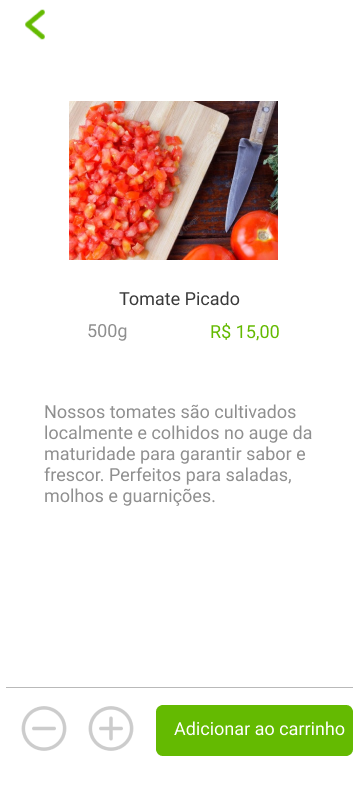 Tomate Picado
500g R$ 15,00
Nossos tomates são cultivados
localmente e colhidos no auge da
maturidade para garantir sabor e
frescor. Perfeitos para saladas,
molhos e guarnições.
Adicionar ao carrinho